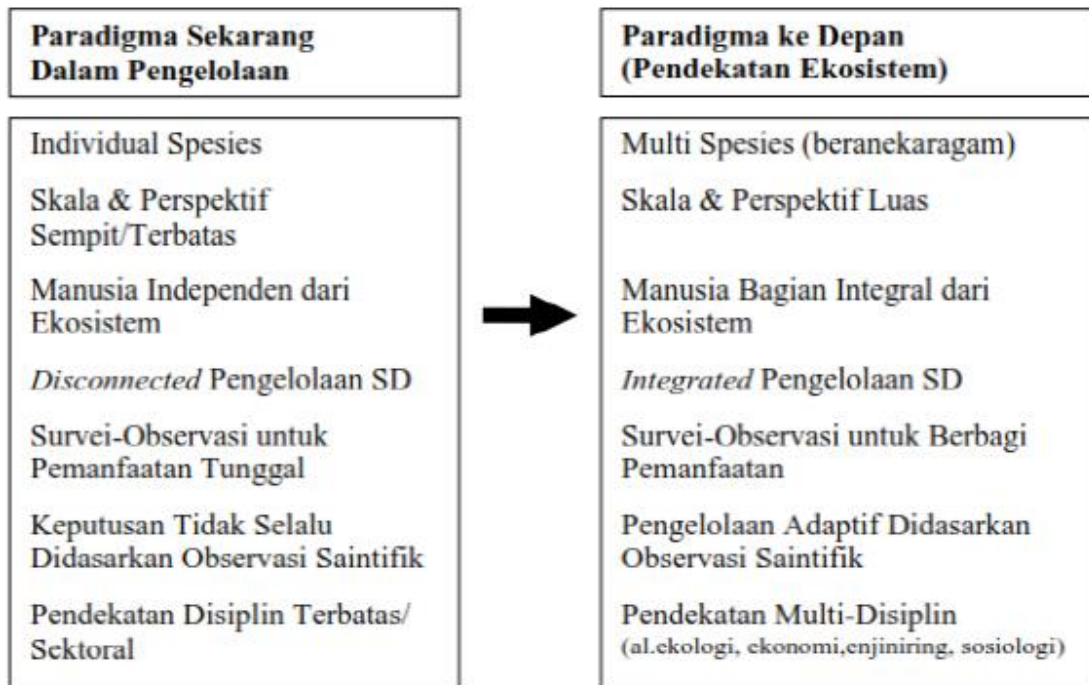 Paradigma Sekarang
Dalam Pengelolaan
Paradigma ke Depan
(Pendekatan Ekosistem)
Individual Spesies
Skala & Perspektif
Sempit/Terbatas
Manusia Independen dari
Ekosistem
Disconnected Pengelolaan SD
Survei-Observasi untuk
Pemanfaatan Tunggal
Keputusan Tidak Selalu
Didasarkan Observasi Saintifik
Pendekatan Disiplin Terbatas/
Sektoral
Multi Spesies (beranekaragam)
Skala & Perspektif Luas
Manusia Bagian Integral dari
Ekosistem
Integrated Pengelolaan SD
Survei-Observasi untuk Berbagi
Pemanfaatan
Pengelolaan Adaptif Didasarkan
Observasi Saintifik
Pendekatan Multi-Disiplin
(al.ekologi, ekonomi,enjiniring, sosiologi)